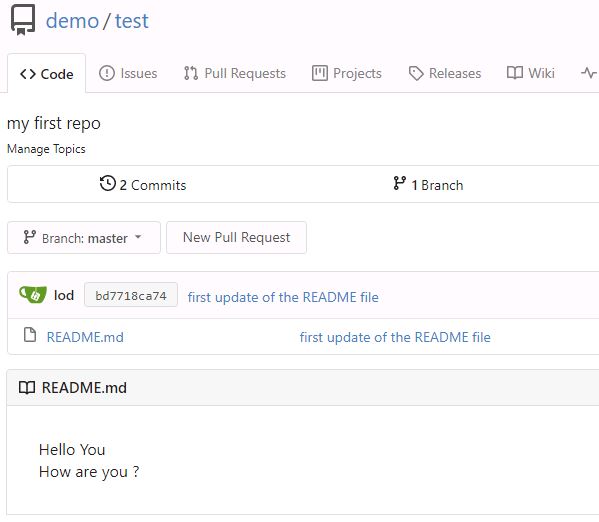 demo / test
Code Issues Pull Requests Projects Releases Wiki
my first repo
Manage Topics
2 Commits 1 Branch
Branch: master New Pull Request
lod bd7718ca74 first update of the README file
README.md first update of the README file
README.md
Hello You
How are you ?